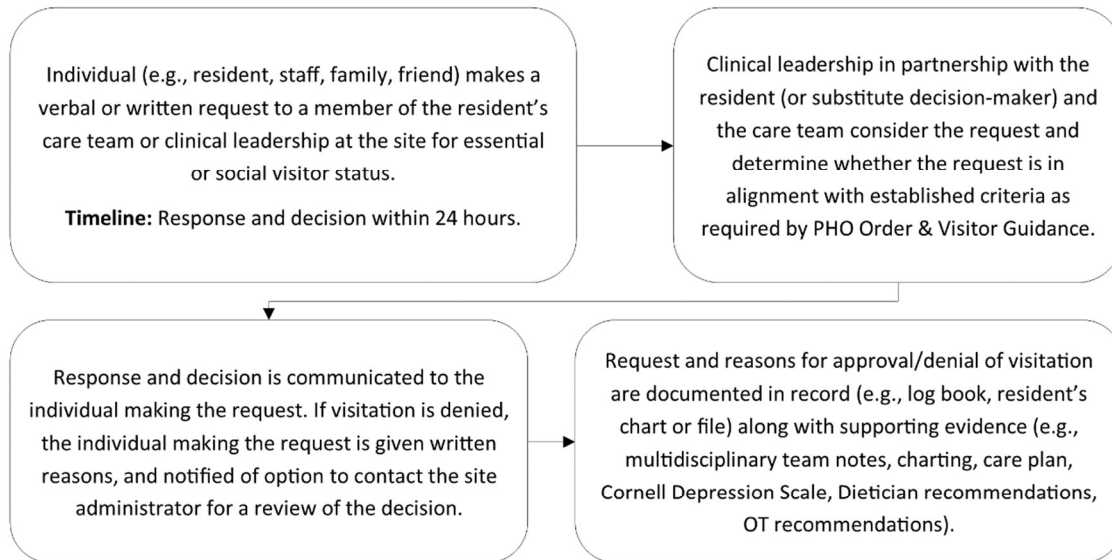 Individual (e.g., resident, staff, family, friend) makes a
verbal or written request to a member of the resident's
care team or clinical leadership at the site for essential
or social visitor status.
Timeline: Response and decision within 24 hours.
Clinical leadership in partnership with the
resident (or substitute decision-maker) and
the care team consider the request and
determine whether the request is in
alignment with established criteria as
required by PHO Order & Visitor Guidance.
Response and decision is communicated to the
individual making the request. If visitation is denied,
the individual making the request is given written
reasons, and notified of option to contact the site
administrator for a review of the decision.
Request and reasons for approval/denial of visitation
are documented in record (e.g., log book, resident's
chart or file) along with supporting evidence (e.g.,
multidisciplinary team notes, charting, care plan,
Cornell Depression Scale, Dietician recommendations,
OT recommendations).